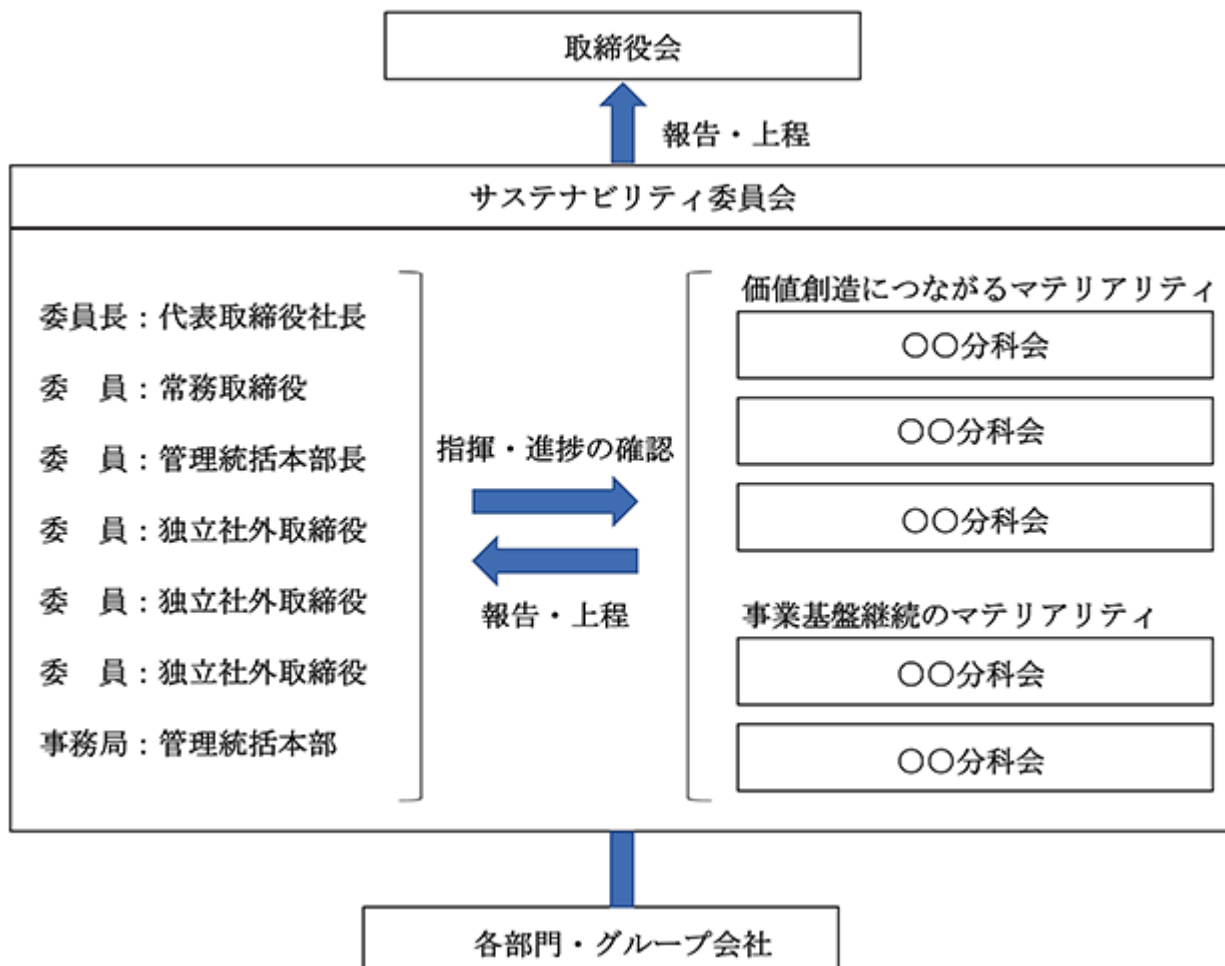 取締役会
報告・上程
サステナビリティ委員会
委員長：代表取締役社長
委　員：常務取締役
委　員：管理統括本部長
委　員：独立社外取締役
委　員：独立社外取締役
委　員：独立社外取締役
事務局：管理統括本部
指揮・進捗の確認
報告・上程
価値創造につながるマテリアリティ
〇〇分科会
〇〇分科会
〇〇分科会
事業基盤継続のマテリアリティ
〇〇分科会
〇〇分科会
各部門・グループ会社